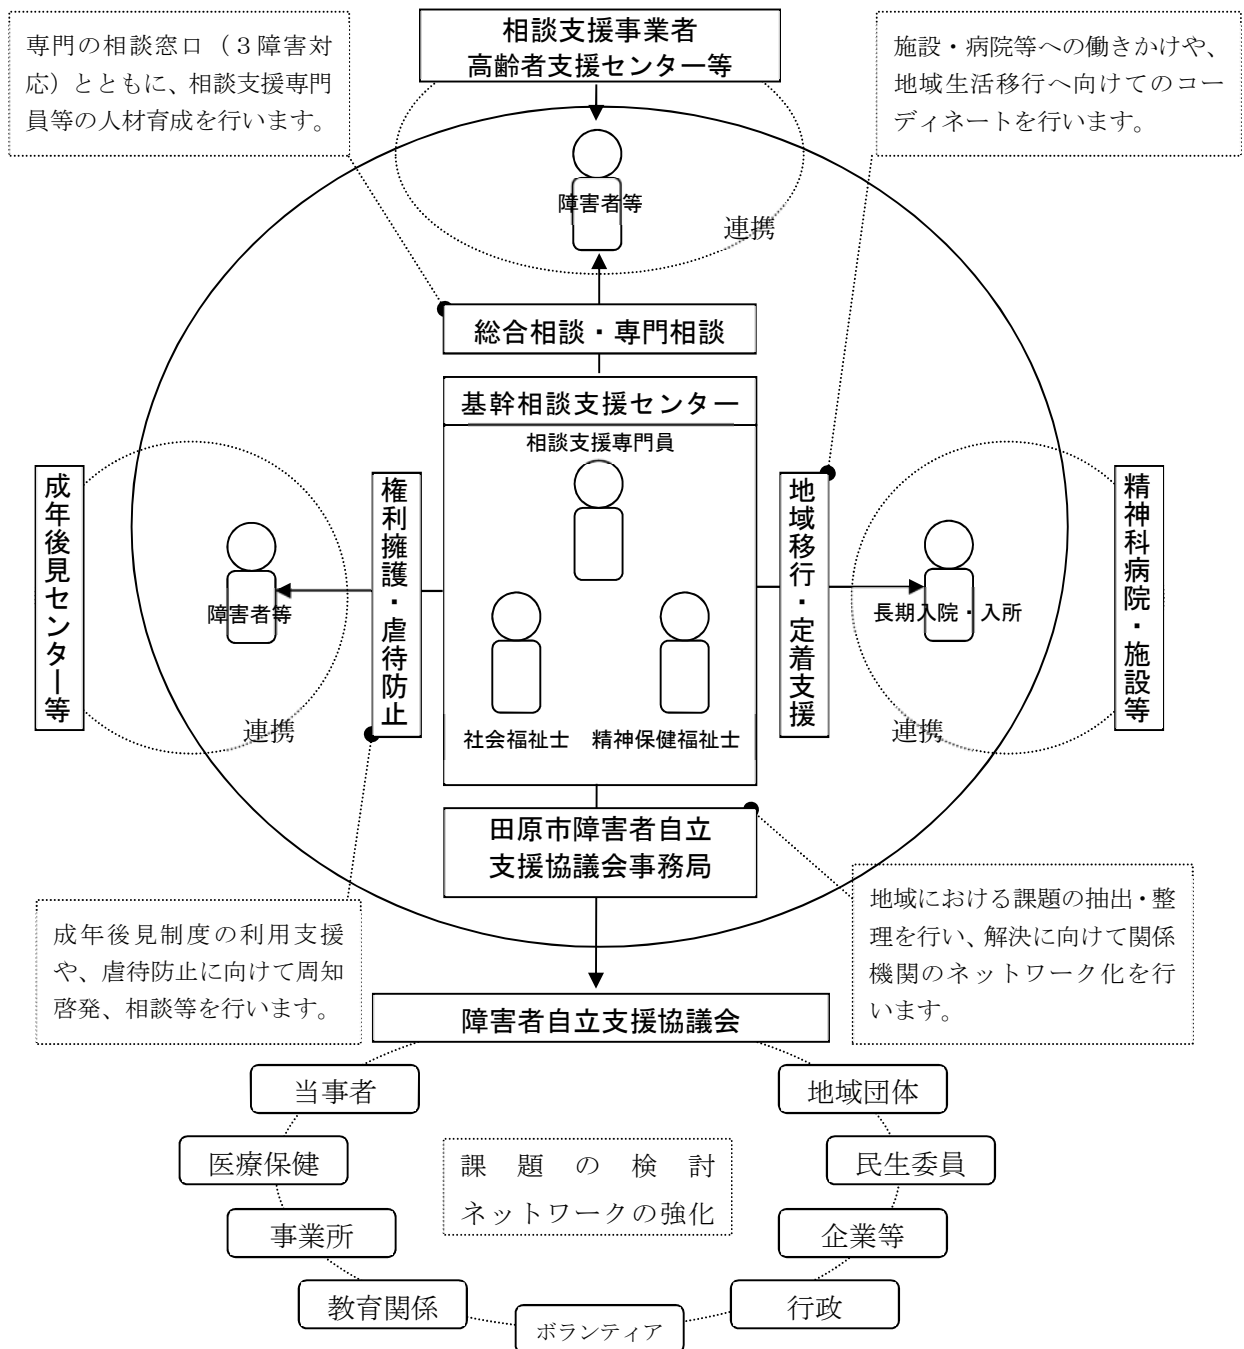 相談支援事業者
高齢者支援センター等
専門の相談窓口（３障害対
応）とともに、相談支援専門
員等の人材育成を行います。
施設・病院等への働きかけや、
地域生活移行へ向けてのコー
ディネートを行います。
障害者等
連携
総合相談・専門相談
基幹相談支援センター
相談支援専門員
社会福祉士
精神保健福祉士
成年後見センター等
障害者等
連携
権利擁護・虐待防止
地域移行・定着支援
長期入院・入所
連携
精神科病院・施設等
田原市障害者自立
支援協議会事務局
成年後見制度の利用支援
や、虐待防止に向けて周知
啓発、相談等を行います。
地域における課題の抽出・整
理を行い、解決に向けて関係
機関のネットワーク化を行
います。
障害者自立支援協議会
当事者
地域団体
医療保健
民生委員
課題の検討
ネットワークの強化
事業所
企業等
教育関係
行政
ボランティア